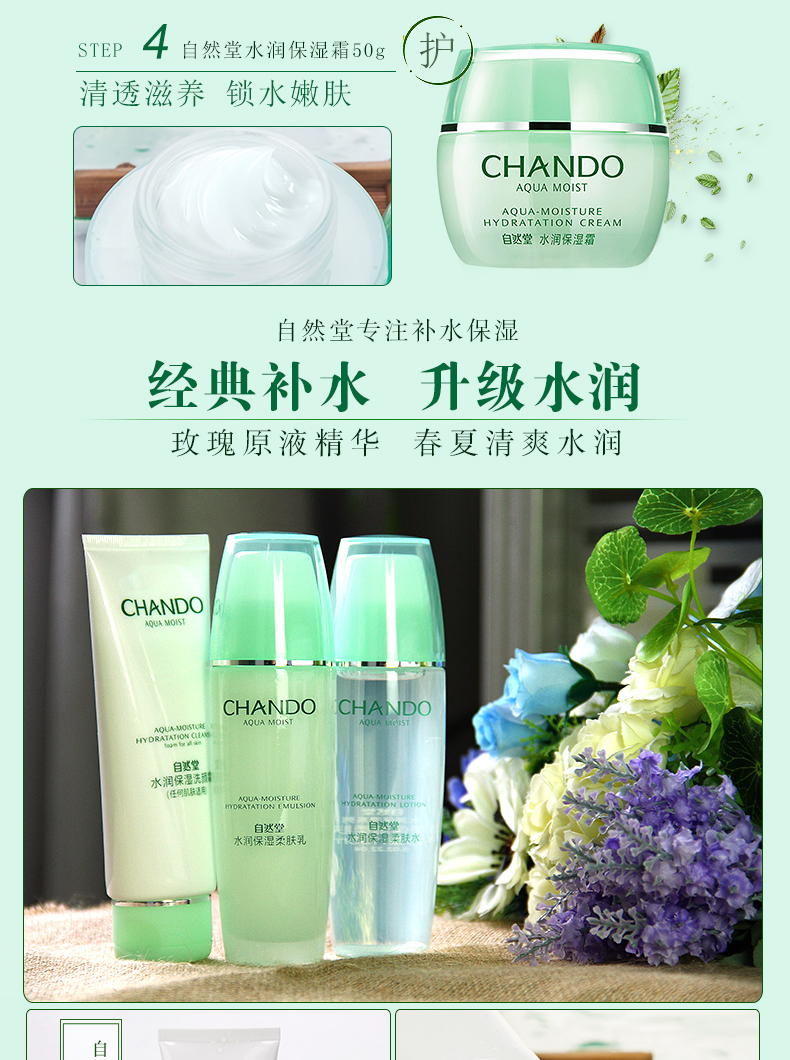 STEP 4 自然堂水润保湿霜50g
护
清透滋养 锁水嫩肤
CHANDO
AQUA MOIST
AQUA-MOISTURE
HYDRATATION CREAM
自然堂 水润保湿霜
自然堂专注补水保湿
经典补水 升级水润
玫瑰原液精华 春夏清爽水润
CHANDO
AQUA MOIST
AQUA-MOISTURE
HYDRATATION CLEANS
foam for all skin
自然堂
水润保湿洗颜霜
(任何肌肤适用)
CHANDO
AQUA MOIST
AQUA-MOISTURE
HYDRATATION EMULSION
自然堂
水润保湿柔肤乳
CHANDO
AQUA MOIST
AQUA-MOISTURE
HYDRATATION LOTION
自然堂
水润保湿柔肤水
自